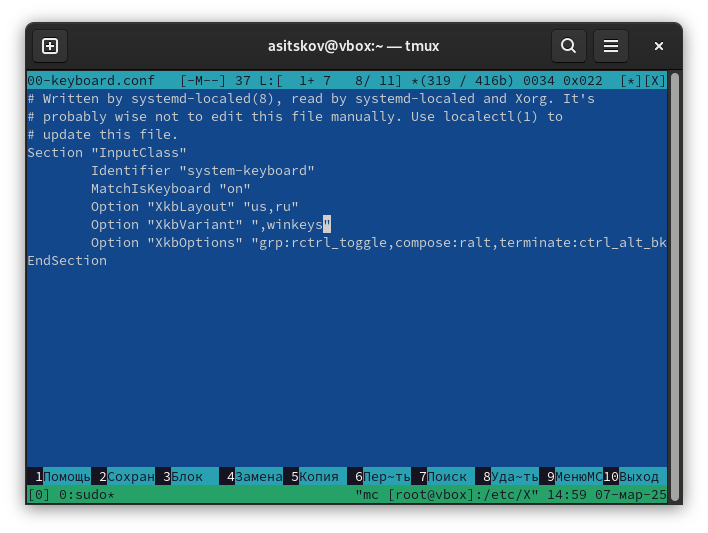 asitskov@vbox:~ — tmux
00-keyboard.conf   [-M--] 37 L:[  1+ 7   8/ 11] *(319 / 416b) 0034 0x022  [*][X]
# Written by systemd-localed(8), read by systemd-localed and Xorg. It's
# probably wise not to edit this file manually. Use localectl(1) to
# update this file.
Section "InputClass"
        Identifier "system-keyboard"
        MatchIsKeyboard "on"
        Option "XkbLayout" "us,ru"
        Option "XkbVariant" ",winkeys"
        Option "XkbOptions" "grp:rctrl_toggle,compose:ralt,terminate:ctrl_alt_bk
EndSection
 1Помощь 2Сохран 3Блок   4Замена 5Копия  6Пер~ть 7Поиск  8Уда~ть 9МенюMC10Выход
[0] 0:sudo*                              "mc [root@vbox]:/etc/X" 14:59 07-мар-25